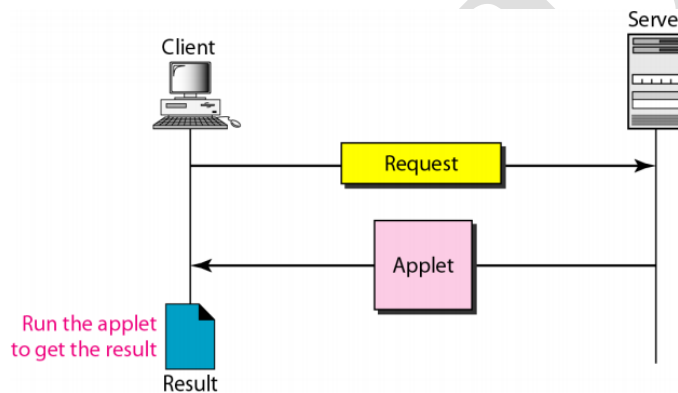 Client
Serve
Request
Applet
Run the applet
to get the result
Result